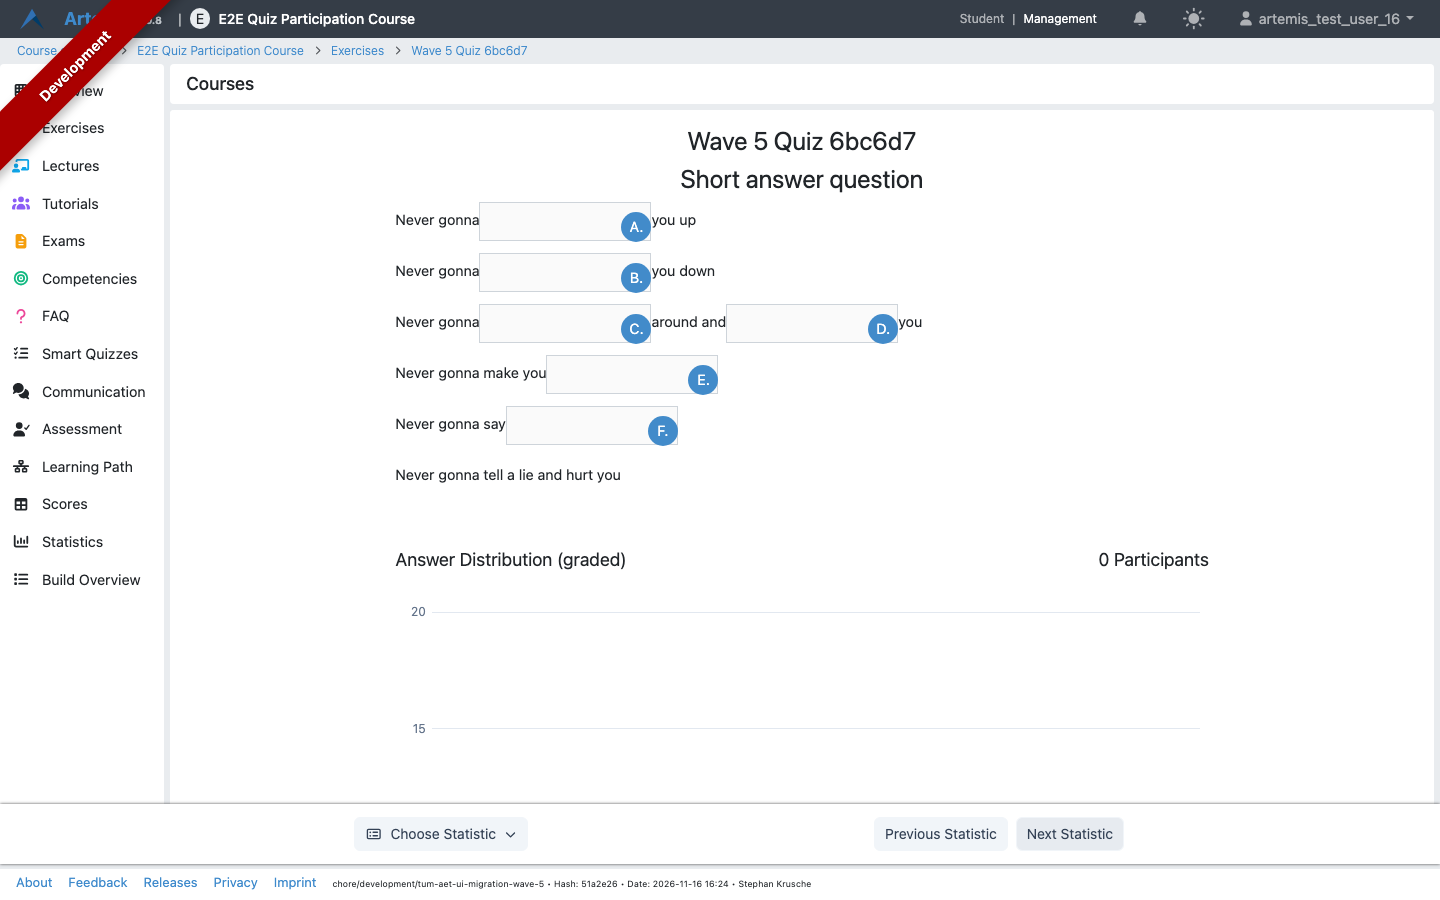 E E2E Quiz Participation Course
Student | Management
artemis_test_user_16
Course
E2E Quiz Participation Course
Exercises
Wave 5 Quiz 6bc6d7
Development
Exercises
Lectures
Tutorials
Exams
Competencies
FAQ
Smart Quizzes
Communication
Assessment
Learning Path
Scores
Statistics
Build Overview
Courses
Wave 5 Quiz 6bc6d7
Short answer question
Never gonna A. you up
Never gonna B. you down
Never gonna C. around and D. you
Never gonna make you E.
Never gonna say F.
Never gonna tell a lie and hurt you
Answer Distribution (graded)
0 Participants
20
15
Choose Statistic
Previous Statistic
Next Statistic
About Feedback Releases Privacy Imprint chore/development/tum-aet-ui-migration-wave-5 • Hash: 51a2e26 • Date: 2026-11-16 16:24 • Stephan Krusche